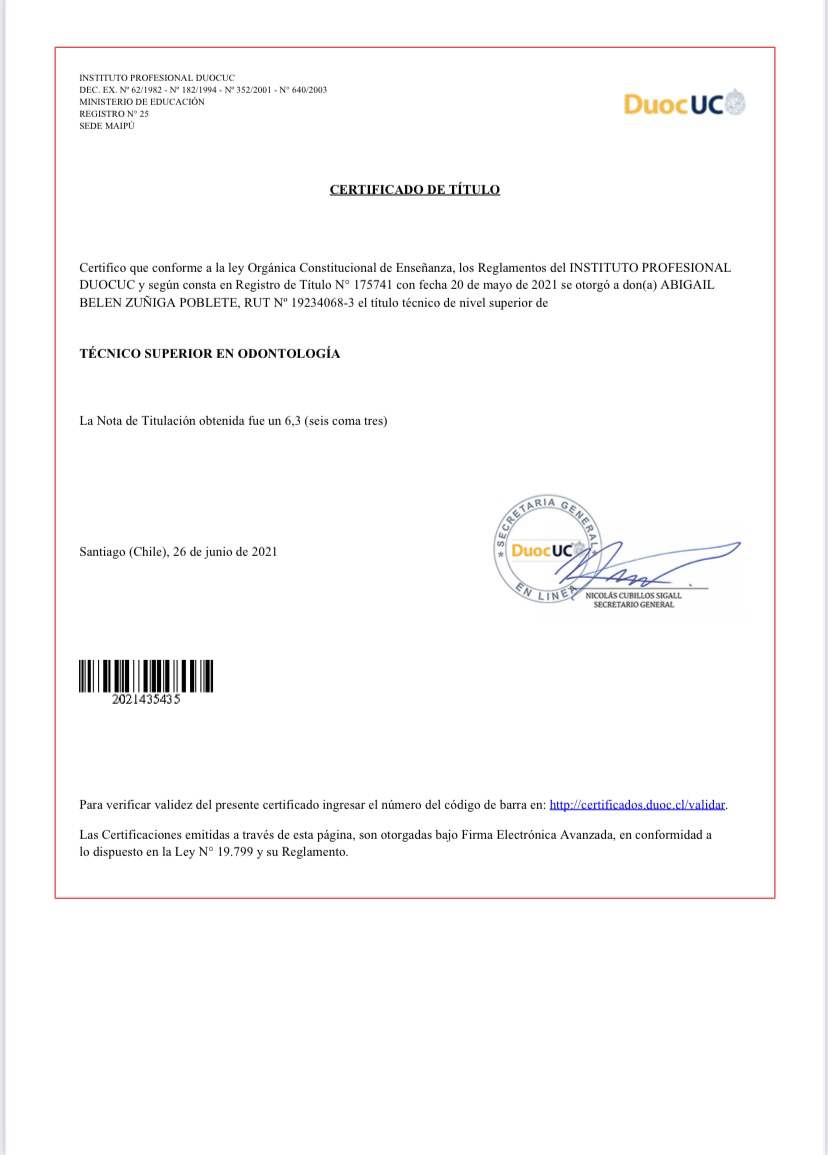 INSTITUTO PROFESIONAL DUOCUC
DEC. EX. Nº 62/1982 - Nº 182/1994 - Nº 352/2001 - N° 640/2003
MINISTERIO DE EDUCACIÓN
REGISTRO N° 25
SEDE MAIPÚ
DuocUC
CERTIFICADO DE TÍTULO
Certifico que conforme a la ley Orgánica Constitucional de Enseñanza, los Reglamentos del INSTITUTO PROFESIONAL
DUOCUC y según consta en Registro de Título N° 175741 con fecha 20 de mayo de 2021 se otorgó a don(a) ABIGAIL
BELEN ZUÑIGA POBLETE, RUT Nº 19234068-3 el título técnico de nivel superior de
TÉCNICO SUPERIOR EN ODONTOLOGÍA
La Nota de Titulación obtenida fue un 6,3 (seis coma tres)
Santiago (Chile), 26 de junio de 2021
* SECRETARIA GENERAL *
DuocUC
EN LINEA
NICOLÁS CUBILLOS SIGALL
SECRETARIO GENERAL
2021435435
Para verificar validez del presente certificado ingresar el número del código de barra en: http://certificados.duoc.cl/validar.
Las Certificaciones emitidas a través de esta página, son otorgadas bajo Firma Electrónica Avanzada, en conformidad a
lo dispuesto en la Ley N° 19.799 y su Reglamento.